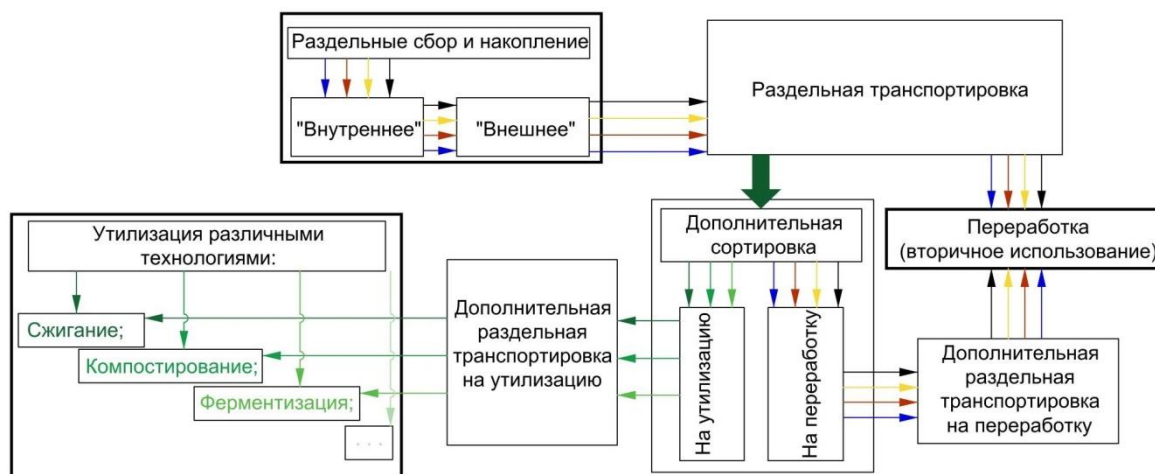 Раздельные сбор и накопление
"Внутреннее"
"Внешнее"
Раздельная транспортировка
Дополнительная
сортировка
Переработка
(вторичное использование)
Утилизация различными
технологиями:
Сжигание;
Компостирование;
Ферментизация;
. . .
Дополнительная
раздельная
транспортировка
на утилизацию
На утилизацию
На переработку
Дополнительная
раздельная
транспортировка
на переработку